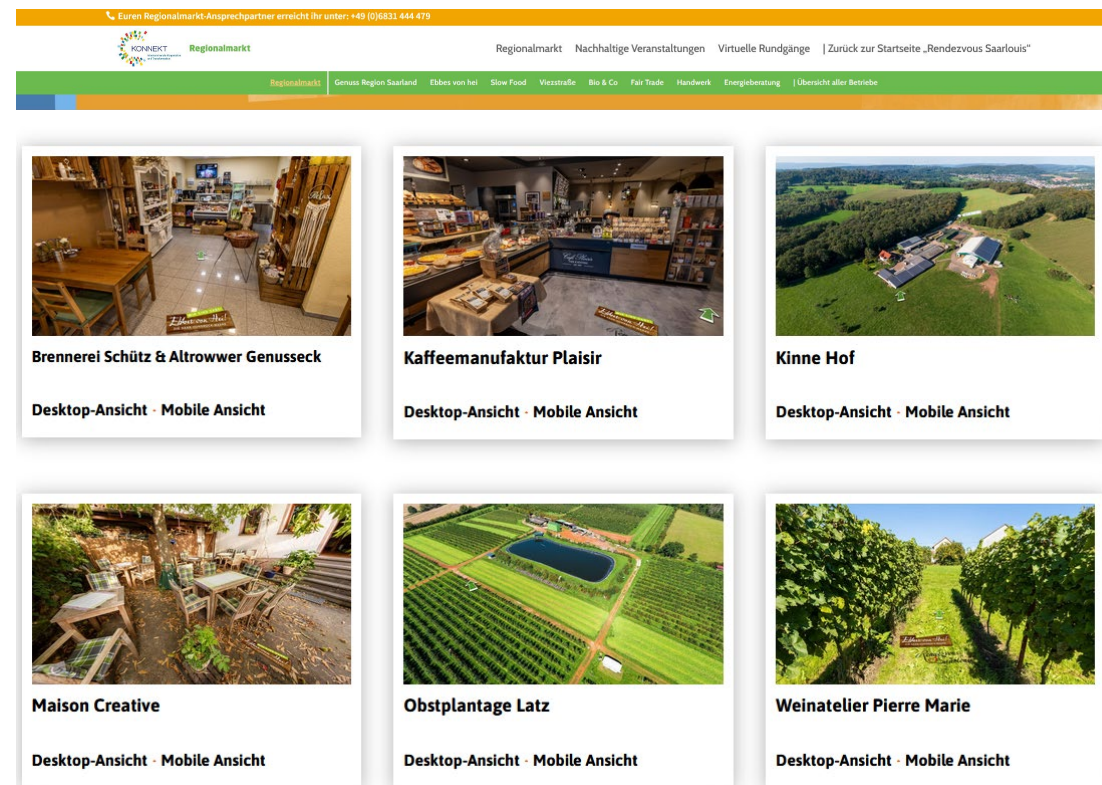 Euren Regionalmarkt-Ansprechpartner erreicht ihr unter: +49 (0)6831 444 479
KONNEKT
Regionalmarkt
Regionalmarkt Nachhaltige Veranstaltungen Virtuelle Rundgänge | Zurück zur Startseite „Rendezvous Saarlouis“
Regionalmarkt Genuss Region Saarland Ebbes von hei Slow Food Viezstraße Bio & Co Fair Trade Handwerk Energieberatung | Übersicht aller Betriebe
Brennerei Schütz & Altrowwer Genusseck
Desktop-Ansicht - Mobile Ansicht
Kaffeemanufaktur Plaisir
Desktop-Ansicht - Mobile Ansicht
Kinne Hof
Desktop-Ansicht - Mobile Ansicht
Maison Creative
Desktop-Ansicht - Mobile Ansicht
Obstplantage Latz
Desktop-Ansicht - Mobile Ansicht
Weinatelier Pierre Marie
Desktop-Ansicht - Mobile Ansicht